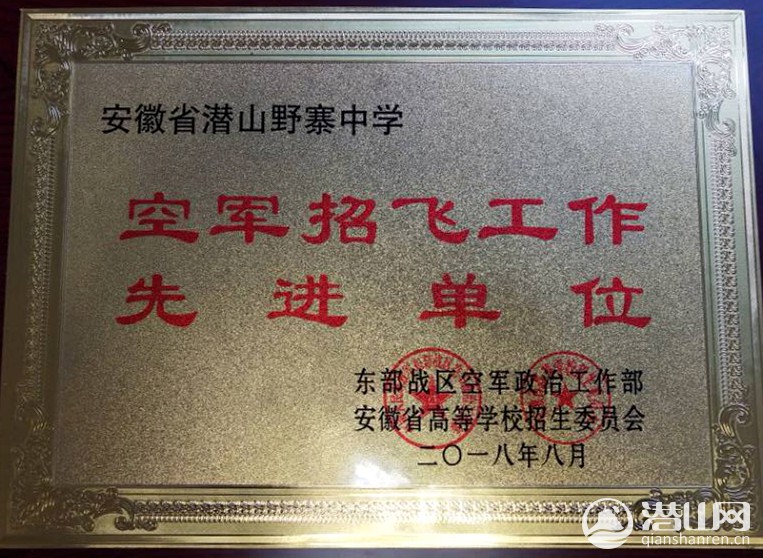 安徽省潜山野寨中学
空军招飞工作
先进单位
东部战区空军政治工作部
安徽省高等学校招生委员会
二〇一八年八月
潜山网
qianshanren.cn